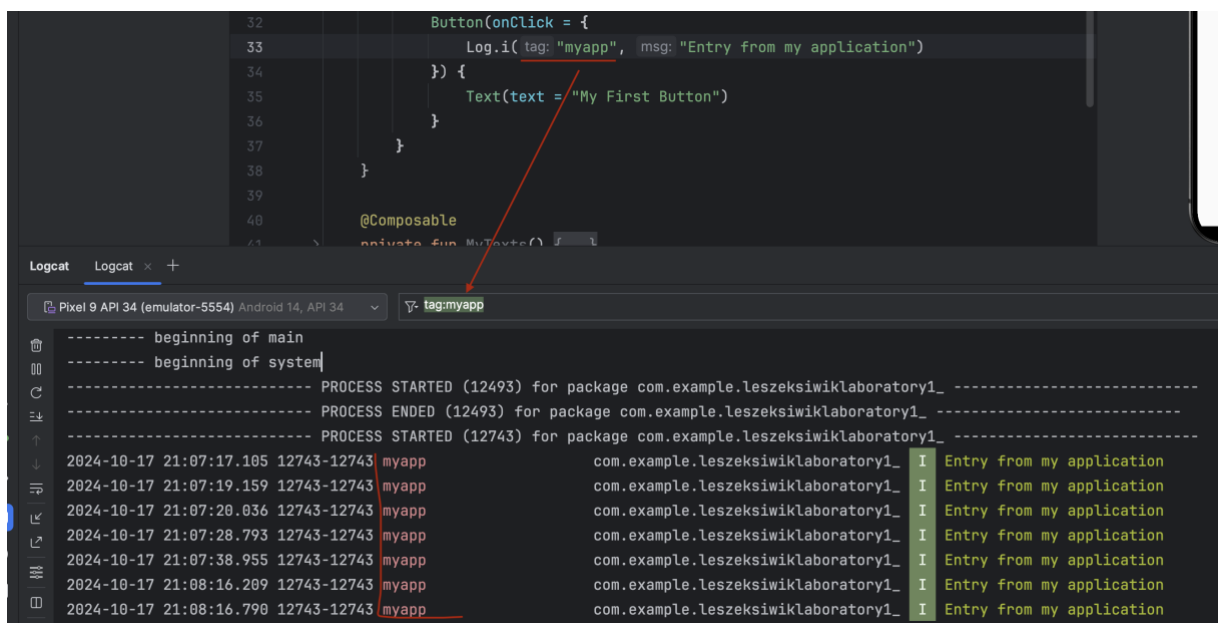 32 Button(onClick = {
33 Log.i( tag: "myapp", msg: "Entry from my application")
34 }) {
35 Text(text = "My First Button")
36 }
37 }
38 }
39
40 @Composable
41 private fun MyTexts() {...}
Logcat Logcat × +
Pixel 9 API 34 (emulator-5554) Android 14, API 34 tag:myapp
--------- beginning of main
--------- beginning of system
---------------------------- PROCESS STARTED (12493) for package com.example.leszeksiwiklaboratory1_ ----------------------------
---------------------------- PROCESS ENDED (12493) for package com.example.leszeksiwiklaboratory1_ ----------------------------
---------------------------- PROCESS STARTED (12743) for package com.example.leszeksiwiklaboratory1_ ----------------------------
2024-10-17 21:07:17.105 12743-12743 myapp com.example.leszeksiwiklaboratory1_ I Entry from my application
2024-10-17 21:07:19.159 12743-12743 myapp com.example.leszeksiwiklaboratory1_ I Entry from my application
2024-10-17 21:07:20.036 12743-12743 myapp com.example.leszeksiwiklaboratory1_ I Entry from my application
2024-10-17 21:07:28.793 12743-12743 myapp com.example.leszeksiwiklaboratory1_ I Entry from my application
2024-10-17 21:07:38.955 12743-12743 myapp com.example.leszeksiwiklaboratory1_ I Entry from my application
2024-10-17 21:08:16.209 12743-12743 myapp com.example.leszeksiwiklaboratory1_ I Entry from my application
2024-10-17 21:08:16.790 12743-12743 myapp com.example.leszeksiwiklaboratory1_ I Entry from my application